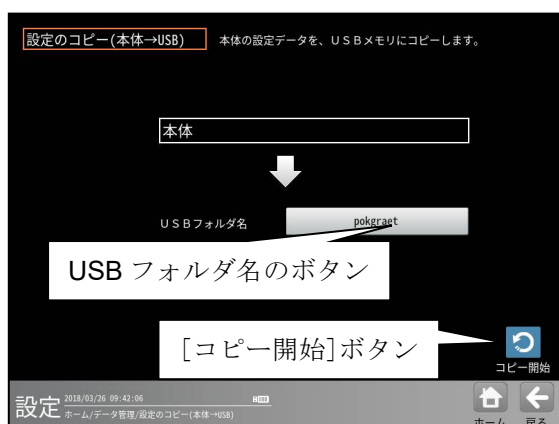 設定のコピー(本体→USB)
本体の設定データを、ＵＳＢメモリにコピーします。
本体
ＵＳＢフォルダ名
pokgraet
USB フォルダ名のボタン
[コピー開始]ボタン
コピー開始
設定
2018/03/26 09:42:06
ホーム/データ管理/設定のコピー(本体→USB)
ホーム
戻る